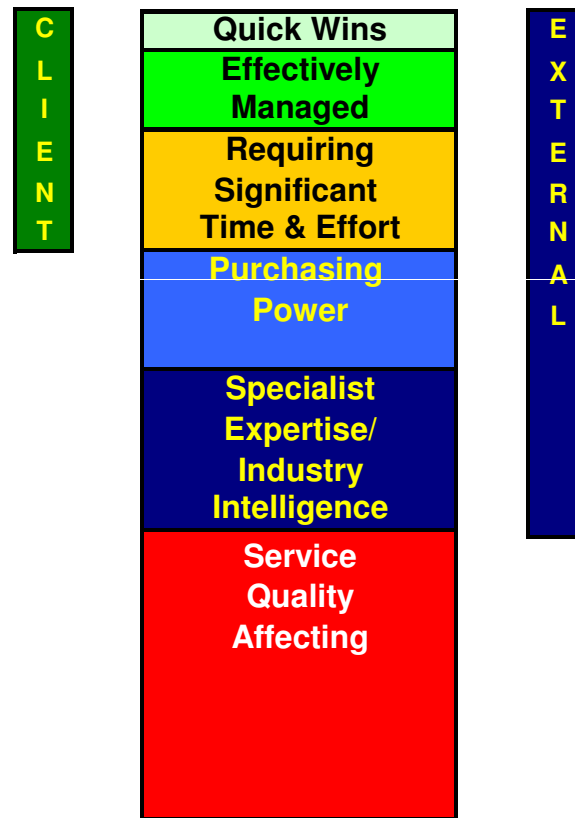 C
L
I
E
N
T
Quick Wins
Effectively
Managed
Requiring
Significant
Time & Effort
Purchasing
Power
Specialist
Expertise/
Industry
Intelligence
Service
Quality
Affecting
E
X
T
E
R
N
A
L